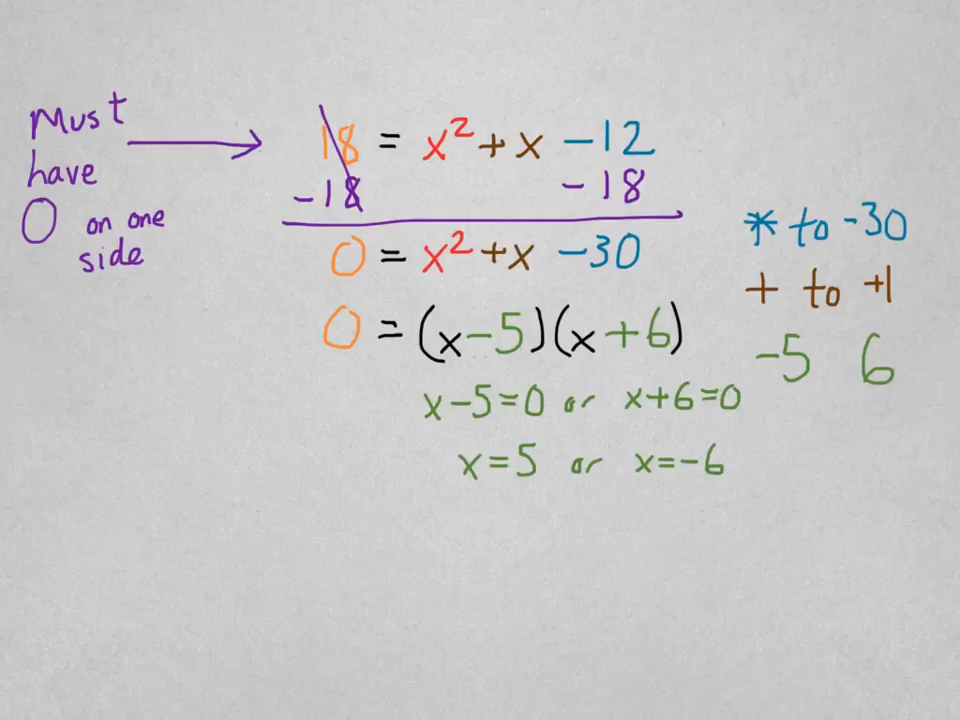 Must
have
0 on one
side
18 = x² + x - 12
-18 - 18
0 = x² + x - 30
0 = (x - 5)(x + 6)
x - 5 = 0 or x + 6 = 0
x = 5 or x = -6
* to -30
+ to +1
-5 6